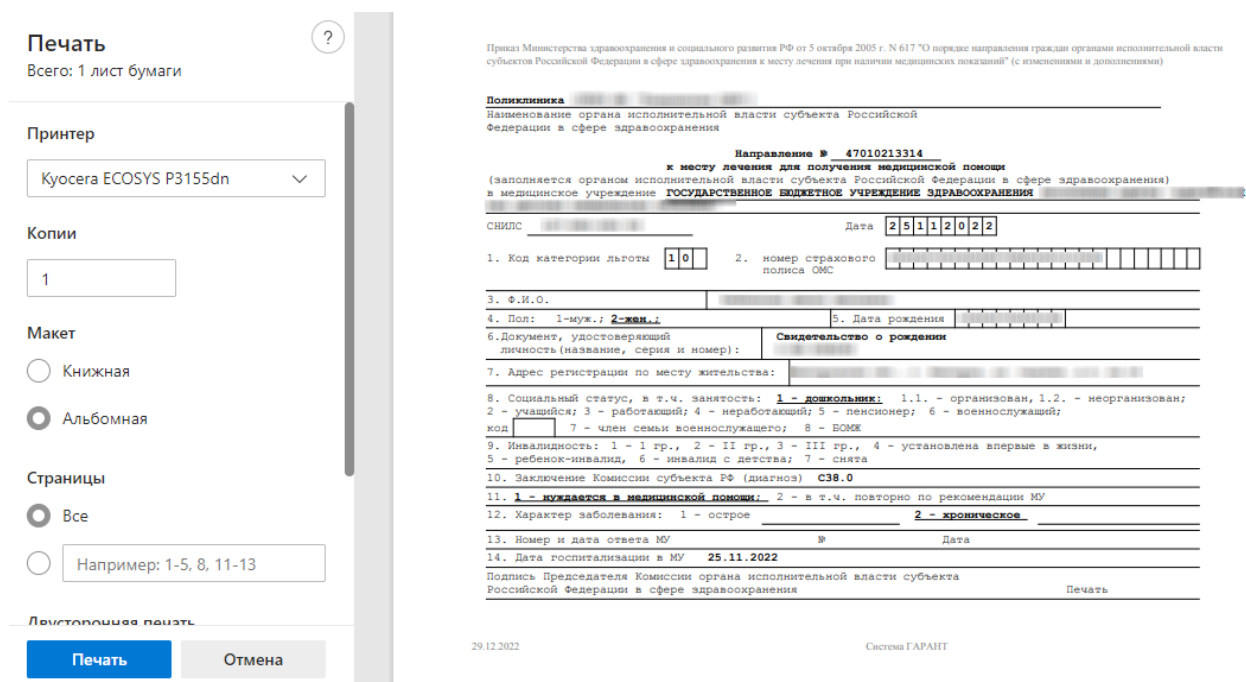 Печать
?
Всего: 1 лист бумаги
Принтер
Kyocera ECOSYS P3155dn
Копии
1
Макет
Книжная
Альбомная
Страницы
Все
Например: 1-5, 8, 11-13
Двусторонняя печать
Печать
Отмена
Приказ Министерства здравоохранения и социального развития РФ от 5 октября 2005 г. N 617 "О порядке направления граждан органами исполнительной власти
субъектов Российской Федерации в сфере здравоохранения к месту лечения при наличии медицинских показаний" (с изменениями и дополнениями)
Поликлиника
Наименование органа исполнительной власти субъекта Российской
Федерации в сфере здравоохранения
Направление № 47010213314
к месту лечения для получения медицинской помощи
(заполняется органом исполнительной власти субъекта Российской Федерации в сфере здравоохранения)
в медицинское учреждение ГОСУДАРСТВЕННОЕ БЮДЖЕТНОЕ УЧРЕЖДЕНИЕ ЗДРАВООХРАНЕНИЯ
СНИЛС Дата 25112022
1. Код категории льготы 10 2. номер страхового
полиса ОМС
3. Ф.И.О.
4. Пол: 1-муж.; 2-жен.; 5. Дата рождения
6.Документ, удостоверяющий Свидетельство о рождении
личность(название, серия и номер):
7. Адрес регистрации по месту жительства:
8. Социальный статус, в т.ч. занятость: 1 - дошкольник: 1.1. - организован, 1.2. - неорганизован;
2 - учащийся; 3 - работающий; 4 - неработающий; 5 - пенсионер; 6 - военнослужащий;
код 7 - член семьи военнослужащего; 8 - БОМЖ
9. Инвалидность: 1 - 1 гр., 2 - II гр., 3 - III гр., 4 - установлена впервые в жизни,
5 - ребенок-инвалид, 6 - инвалид с детства; 7 - снята
10. Заключение Комиссии субъекта РФ (диагноз) C38.0
11. 1 - нуждается в медицинской помощи; 2 - в т.ч. повторно по рекомендации МУ
12. Характер заболевания: 1 - острое 2 - хроническое
13. Номер и дата ответа МУ № Дата
14. Дата госпитализации в МУ 25.11.2022
Подпись Председателя Комиссии органа исполнительной власти субъекта
Российской Федерации в сфере здравоохранения Печать
29.12.2022
Система ГАРАНТ